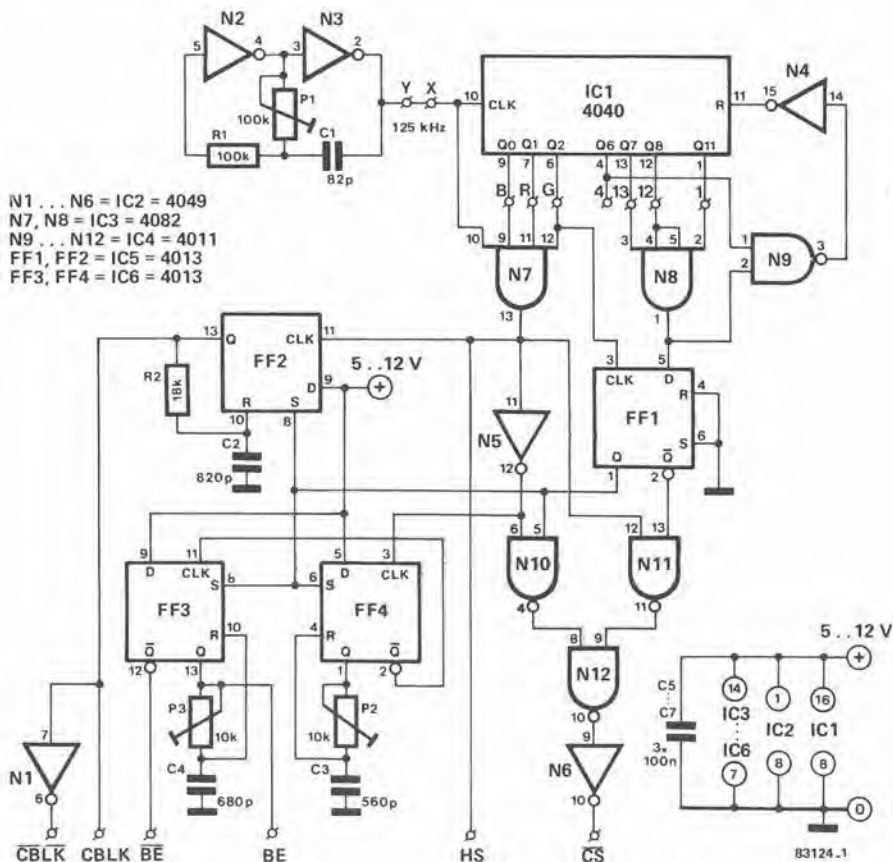 N2
N3
5
4
3
2
P1
100k
R1
100k
C1
82p
Y X
125 kHz
10
CLK
IC1
4040
R
11
15
N4
14
Q0 Q1 Q2 Q6 Q7 Q8 Q11
9 7 6 4 13 12 1
B R G 4 13 12 1
10 9 11 12
N7
13
3 4 5 2
N8
1
1
2
N9
3
N1 ... N6 = IC2 = 4049
N7, N8 = IC3 = 4082
N9 ... N12 = IC4 = 4011
FF1, FF2 = IC5 = 4013
FF3, FF4 = IC6 = 4013
13
Q
CLK
11
FF2
D
9
R
S
10
8
5 . . 12 V
+
R2
18k
C2
820p
11
N5
12
3
5
CLK
D
R
4
FF1
S
6
Q
Q
1
2
9
11
D
CLK
FF3
S
8
10
R
Q
Q
12
13
5
3
D
CLK
6
S
FF4
4
R
Q
Q
1
2
6 5
N10
4
12 13
N11
11
8 9
N12
10
9
N6
10
P3
10k
C4
680p
P2
10k
C3
560p
7
N1
6
5 . . 12 V
+
C5
C7
3x
100n
14
IC3
IC6
7
1
IC2
8
16
IC1
8
0
CBLK CBLK BE BE HS CS
83124_1